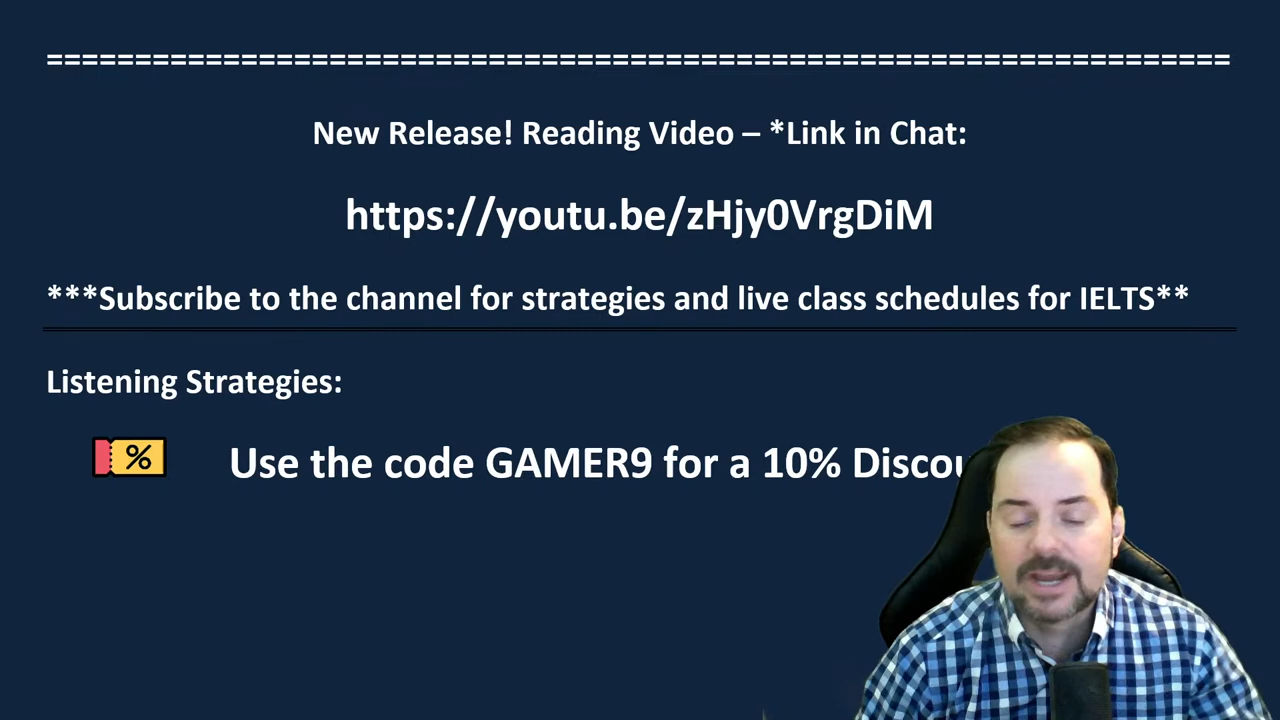 ===================================================================
New Release! Reading Video – *Link in Chat:
https://youtu.be/zHjy0VrgDiM
***Subscribe to the channel for strategies and live class schedules for IELTS**
Listening Strategies:
% Use the code GAMER9 for a 10%